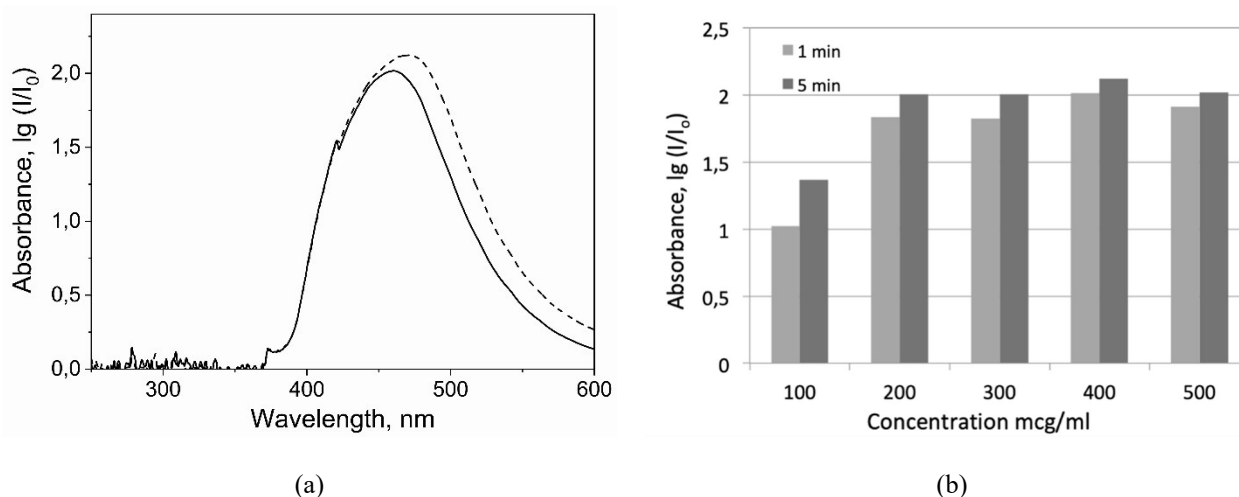 Absorbance, lg (I/I0)
2,0
1,5
1,0
0,5
0,0
300
400
500
600
Wavelength, nm
(a)
Absorbance, lg (I/Io)
2,5
2
1,5
1
0,5
0
1 min
5 min
100
200
300
400
500
Concentration mcg/ml
(b)